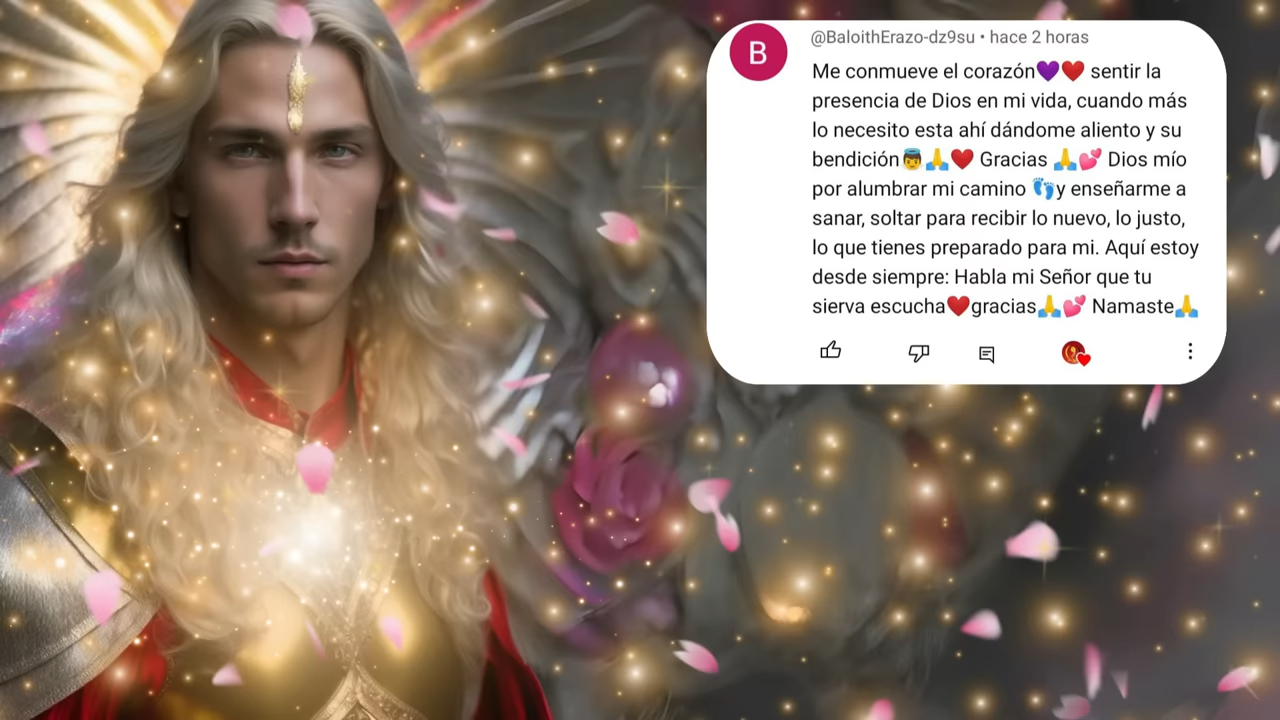 B
@BaloithErazo-dz9su • hace 2 horas
Me conmueve el corazón💜❤️ sentir la
presencia de Dios en mi vida, cuando más
lo necesito esta ahí dándome aliento y su
bendición👼🙏❤️ Gracias 🙏💕 Dios mío
por alumbrar mi camino 👣y enseñarme a
sanar, soltar para recibir lo nuevo, lo justo,
lo que tienes preparado para mi. Aquí estoy
desde siempre: Habla mi Señor que tu
sierva escucha❤️gracias🙏💕 Namaste🙏